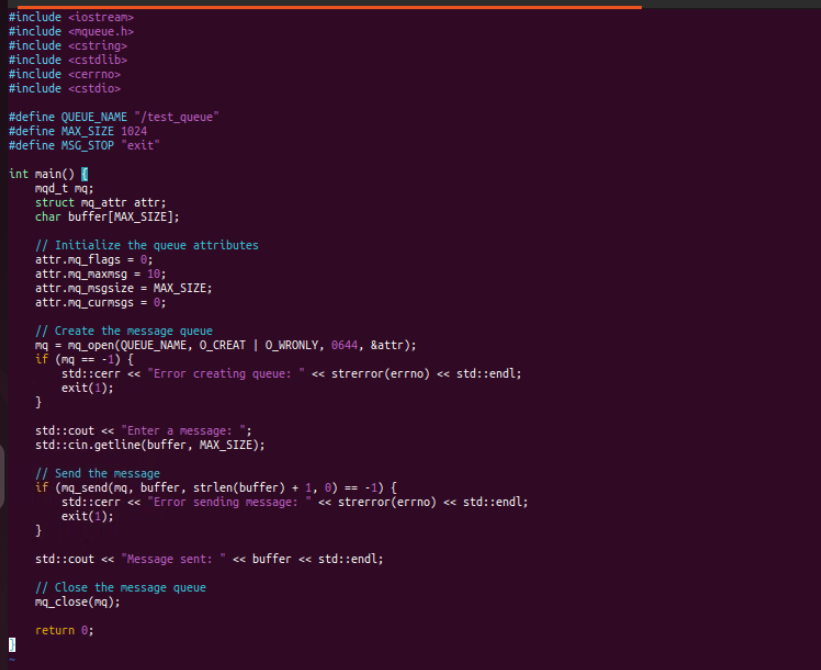 #include <iostream>
#include <mqueue.h>
#include <cstring>
#include <cstdlib>
#include <cerrno>
#include <cstdio>

#define QUEUE_NAME "/test_queue"
#define MAX_SIZE 1024
#define MSG_STOP "exit"

int main() {
    mqd_t mq;
    struct mq_attr attr;
    char buffer[MAX_SIZE];

    // Initialize the queue attributes
    attr.mq_flags = 0;
    attr.mq_maxmsg = 10;
    attr.mq_msgsize = MAX_SIZE;
    attr.mq_curmsgs = 0;

    // Create the message queue
    mq = mq_open(QUEUE_NAME, O_CREAT | O_WRONLY, 0644, &attr);
    if (mq == -1) {
        std::cerr << "Error creating queue: " << strerror(errno) << std::endl;
        exit(1);
    }

    std::cout << "Enter a message: ";
    std::cin.getline(buffer, MAX_SIZE);

    // Send the message
    if (mq_send(mq, buffer, strlen(buffer) + 1, 0) == -1) {
        std::cerr << "Error sending message: " << strerror(errno) << std::endl;
        exit(1);
    }

    std::cout << "Message sent: " << buffer << std::endl;

    // Close the message queue
    mq_close(mq);

    return 0;
}
~